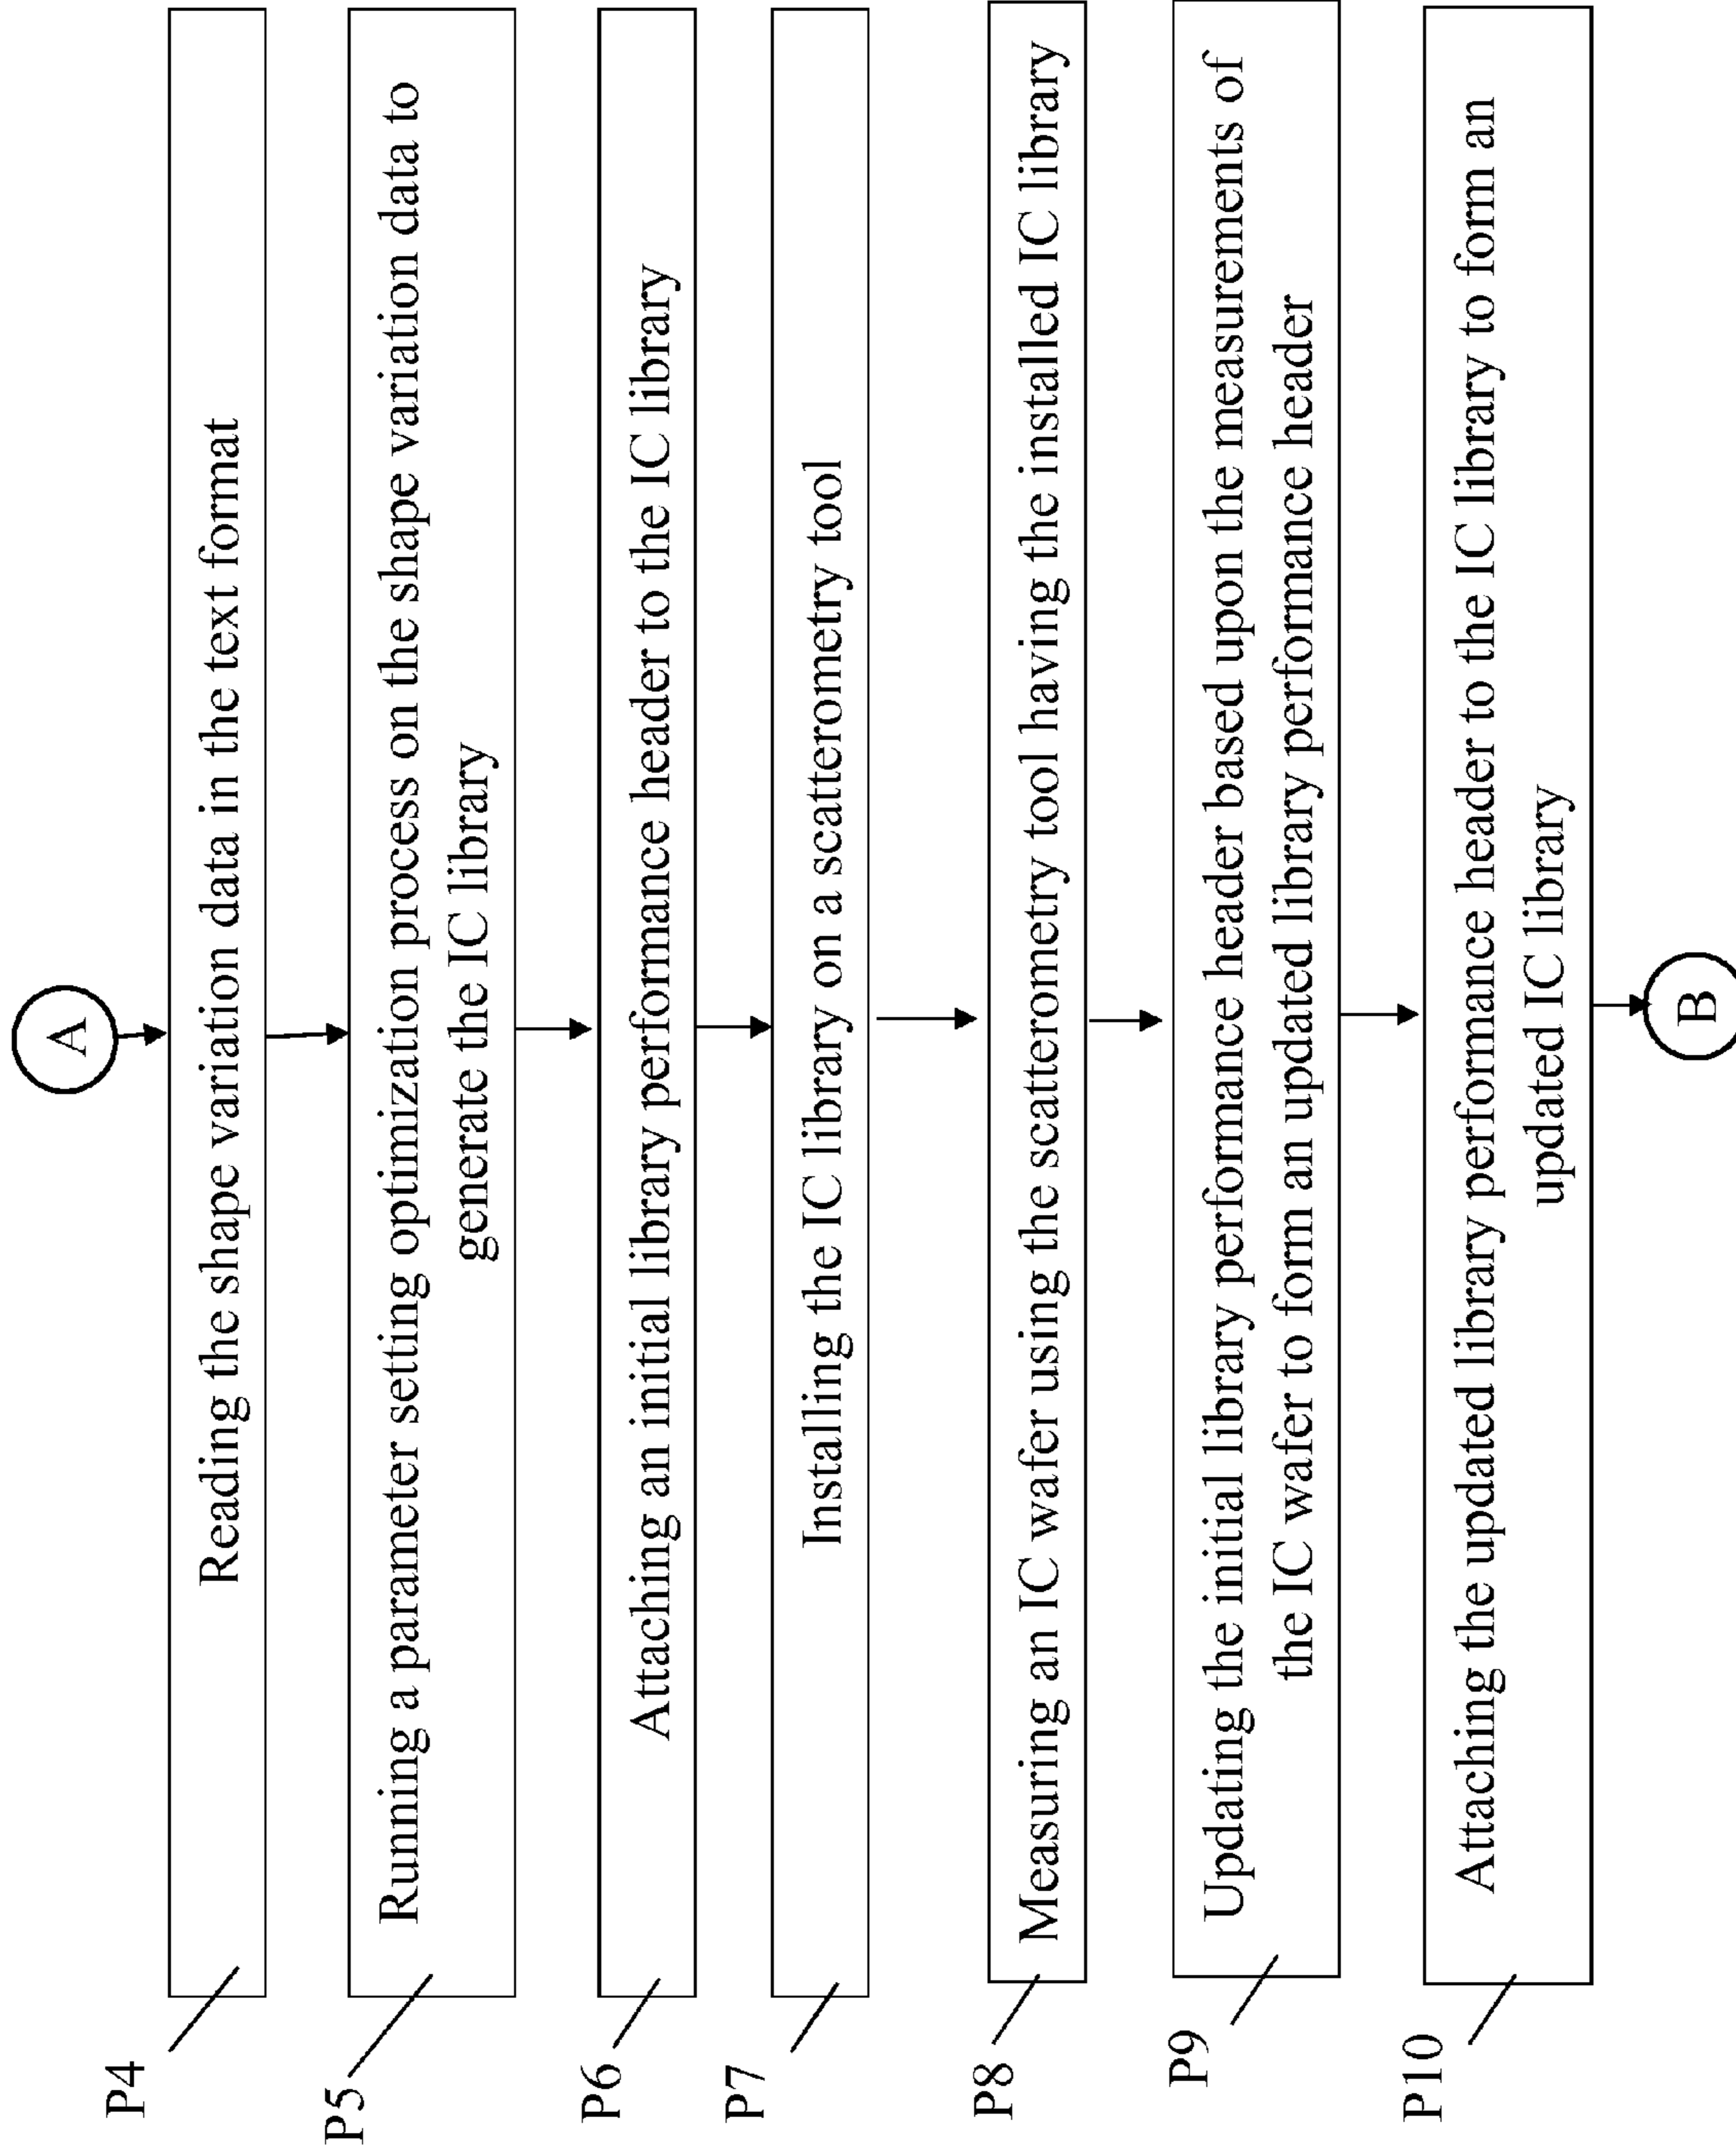 A
P4
Reading the shape variation data in the text format
P5
Running a parameter setting optimization process on the shape variation data to
generate the IC library
P6
Attaching an initial library performance header to the IC library
P7
Installing the IC library on a scatterometry tool
P8
Measuring an IC wafer using the scatterometry tool having the installed IC library
P9
Updating the initial library performance header based upon the measurements of
the IC wafer to form an updated library performance header
P10
Attaching the updated library performance header to the IC library to form an
updated IC library
B